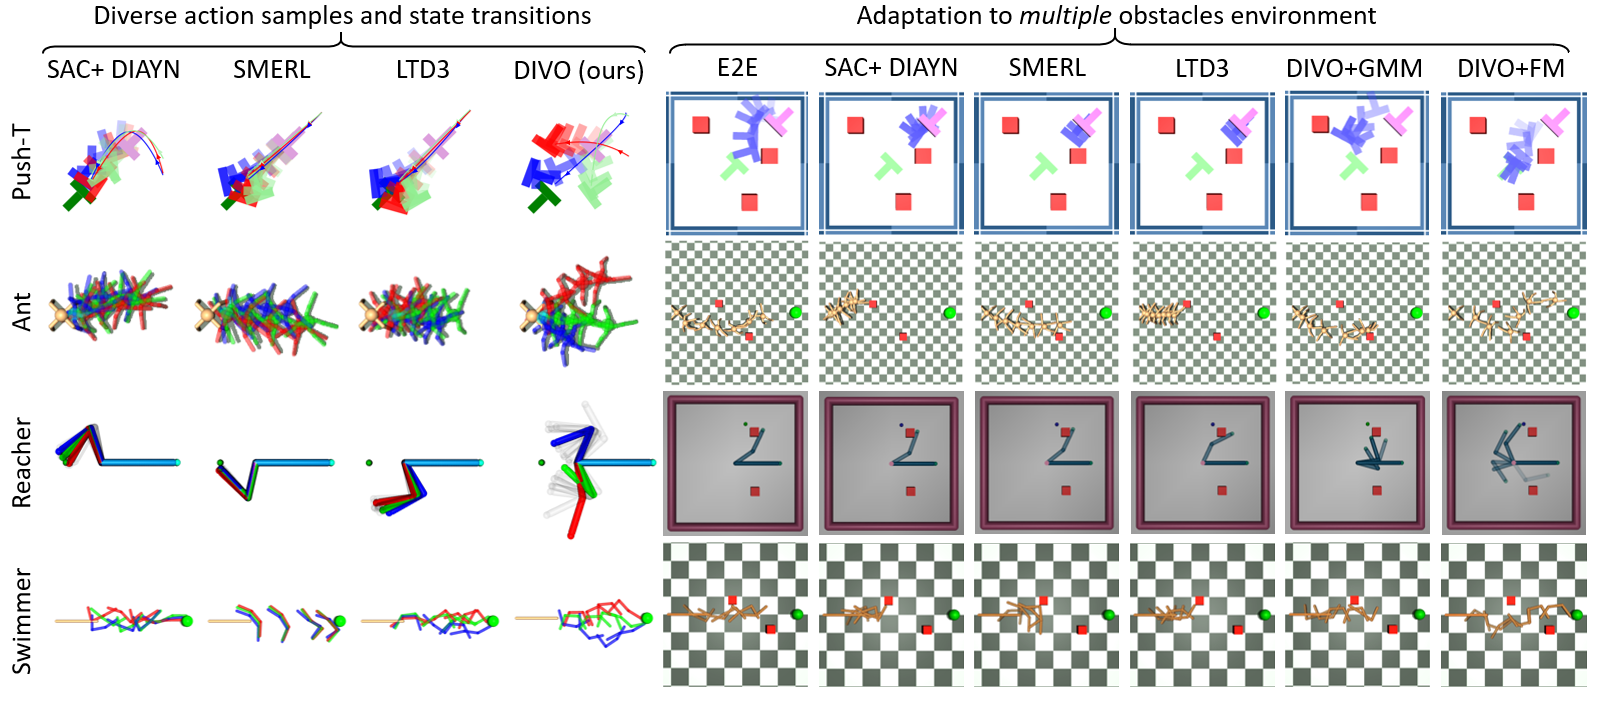 Diverse action samples and state transitions
Adaptation to multiple obstacles environment
SAC+ DIAYN
SMERL
LTD3
DIVO (ours)
E2E
SAC+ DIAYN
SMERL
LTD3
DIVO+GMM
DIVO+FM
Push-T
Ant
Reacher
Swimmer